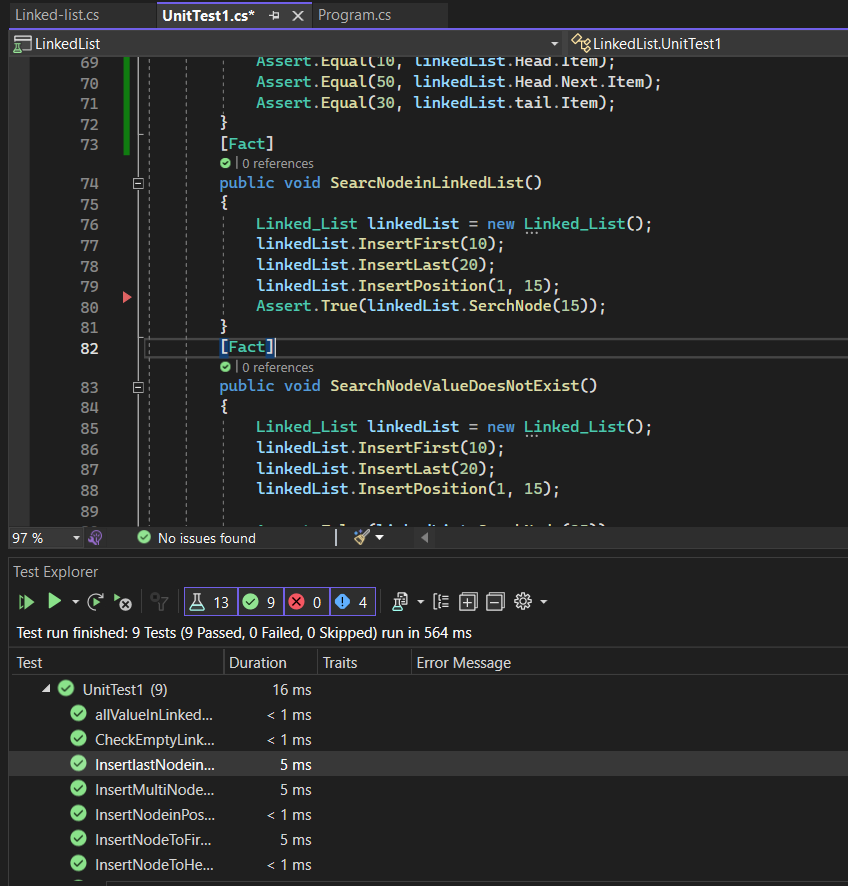 Linked-list.cs UnitTest1.cs* Program.cs
LinkedList LinkedList.UnitTest1
69 Assert.Equal(10, linkedList.Head.Item);
70 Assert.Equal(50, linkedList.Head.Next.Item);
71 Assert.Equal(30, linkedList.tail.Item);
72 }
73 [Fact]
0 references
74 public void SearcNodeinLinkedList()
75 {
76 Linked_List linkedList = new Linked_List();
77 linkedList.InsertFirst(10);
78 linkedList.InsertLast(20);
79 linkedList.InsertPosition(1, 15);
80 Assert.True(linkedList.SerchNode(15));
81 }
82 [Fact]
0 references
83 public void SearchNodeValueDoesNotExist()
84 {
85 Linked_List linkedList = new Linked_List();
86 linkedList.InsertFirst(10);
87 linkedList.InsertLast(20);
88 linkedList.InsertPosition(1, 15);
89
97 % No issues found
Test Explorer
13 9 0 4
Test run finished: 9 Tests (9 Passed, 0 Failed, 0 Skipped) run in 564 ms
Test Duration Traits Error Message
UnitTest1 (9) 16 ms
allValueInLinked... < 1 ms
CheckEmptyLink... < 1 ms
InsertlastNodein... 5 ms
InsertMultiNode... 5 ms
InsertNodeinPos... < 1 ms
InsertNodeToFir... 5 ms
InsertNodeToHe... < 1 ms